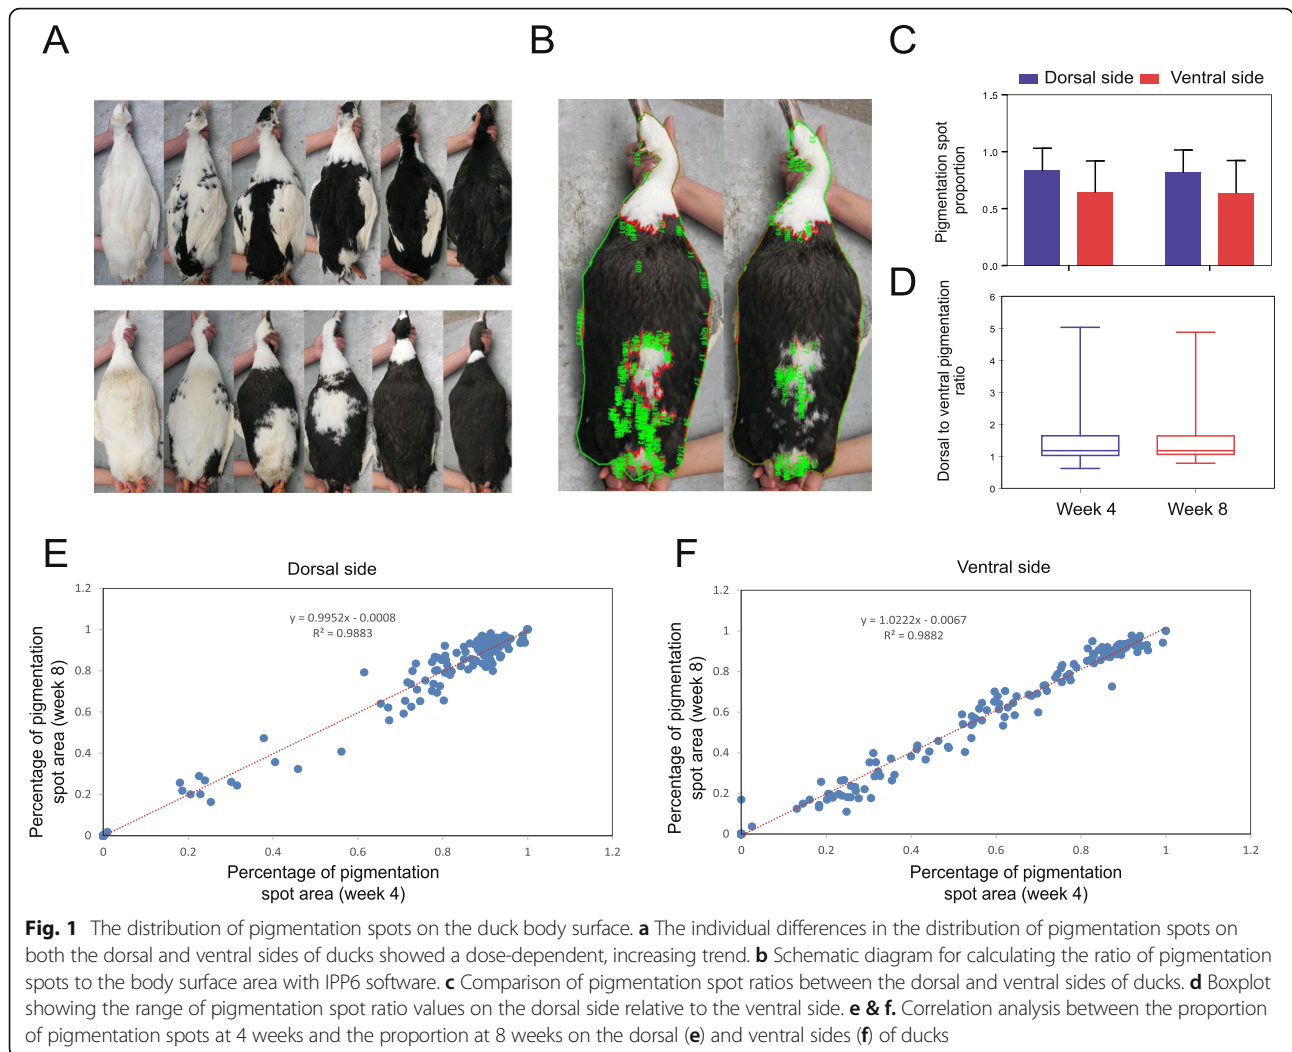 A
B
C
Dorsal side
Ventral side
Pigmentation spot
proportion
1.5
1.0
0.5
0.0
D
Dorsal to ventral pigmentation
ratio
6
5
4
3
2
1
0
Week 4
Week 8
E
Dorsal side
y = 0.9952x - 0.0008
R² = 0.9883
Percentage of pigmentation
spot area (week 8)
1.2
1
0.8
0.6
0.4
0.2
0
0 0.2 0.4 0.6 0.8 1 1.2
Percentage of pigmentation
spot area (week 4)
F
Ventral side
y = 1.0222x - 0.0067
R² = 0.9882
Percentage of pigmentation
spot area (week 8)
1.2
1
0.8
0.6
0.4
0.2
0
0 0.2 0.4 0.6 0.8 1 1.2
Percentage of pigmentation
spot area (week 4)
Fig. 1 The distribution of pigmentation spots on the duck body surface. a The individual differences in the distribution of pigmentation spots on
both the dorsal and ventral sides of ducks showed a dose-dependent, increasing trend. b Schematic diagram for calculating the ratio of pigmentation
spots to the body surface area with IPP6 software. c Comparison of pigmentation spot ratios between the dorsal and ventral sides of ducks. d Boxplot
showing the range of pigmentation spot ratio values on the dorsal side relative to the ventral side. e & f. Correlation analysis between the proportion
of pigmentation spots at 4 weeks and the proportion at 8 weeks on the dorsal (e) and ventral sides (f) of ducks